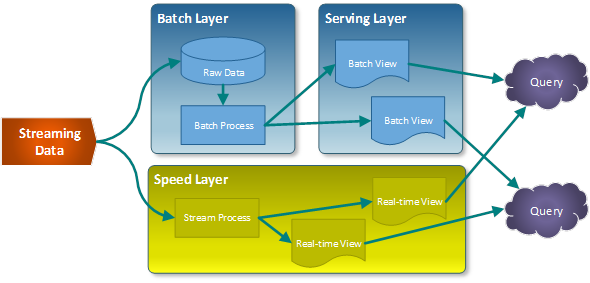 Batch Layer
Serving Layer
Raw Data
Batch View
Query
Batch Process
Batch View
Streaming
Data
Speed Layer
Real-time View
Stream Process
Query
Real-time View